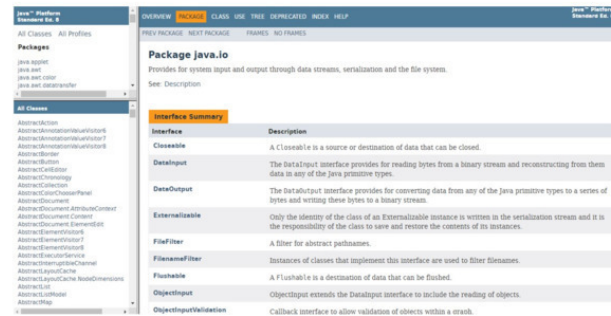 Java™ Platform
Standard Ed. 8
All Classes All Profiles
Packages
java.applet
java.awt
java.awt.color
java.awt.datatransfer
All Classes
AbstractAction
AbstractAnnotationValueVisitor6
AbstractAnnotationValueVisitor7
AbstractAnnotationValueVisitor8
AbstractBorder
AbstractButton
AbstractCellEditor
AbstractChronology
AbstractCollection
AbstractColorChooserPanel
AbstractDocument
AbstractDocument.AttributeContext
AbstractDocument.Content
AbstractDocument.ElementEdit
AbstractElementVisitor6
AbstractElementVisitor7
AbstractElementVisitor8
AbstractExecutorService
AbstractInterruptibleChannel
AbstractLayoutCache
AbstractLayoutCache.NodeDimensions
AbstractList
AbstractListModel
AbstractMap
OVERVIEW PACKAGE CLASS USE TREE DEPRECATED INDEX HELP
Java™ Platform
Standard Ed.
PREV PACKAGE NEXT PACKAGE FRAMES NO FRAMES
Package java.io
Provides for system input and output through data streams, serialization and the file system.
See: Description
Interface Summary
Interface Description
Closeable A Closeable is a source or destination of data that can be closed.
DataInput The DataInput interface provides for reading bytes from a binary stream and reconstructing from them
data in any of the Java primitive types.
DataOutput The DataOutput interface provides for converting data from any of the Java primitive types to a series of
bytes and writing these bytes to a binary stream.
Externalizable Only the identity of the class of an Externalizable instance is written in the serialization stream and it is
the responsibility of the class to save and restore the contents of its instances.
FileFilter A filter for abstract pathnames.
FilenameFilter Instances of classes that implement this interface are used to filter filenames.
Flushable A Flushable is a destination of data that can be flushed.
ObjectInput ObjectInput extends the DataInput interface to include the reading of objects.
ObjectInputValidation Callback interface to allow validation of objects within a graph.